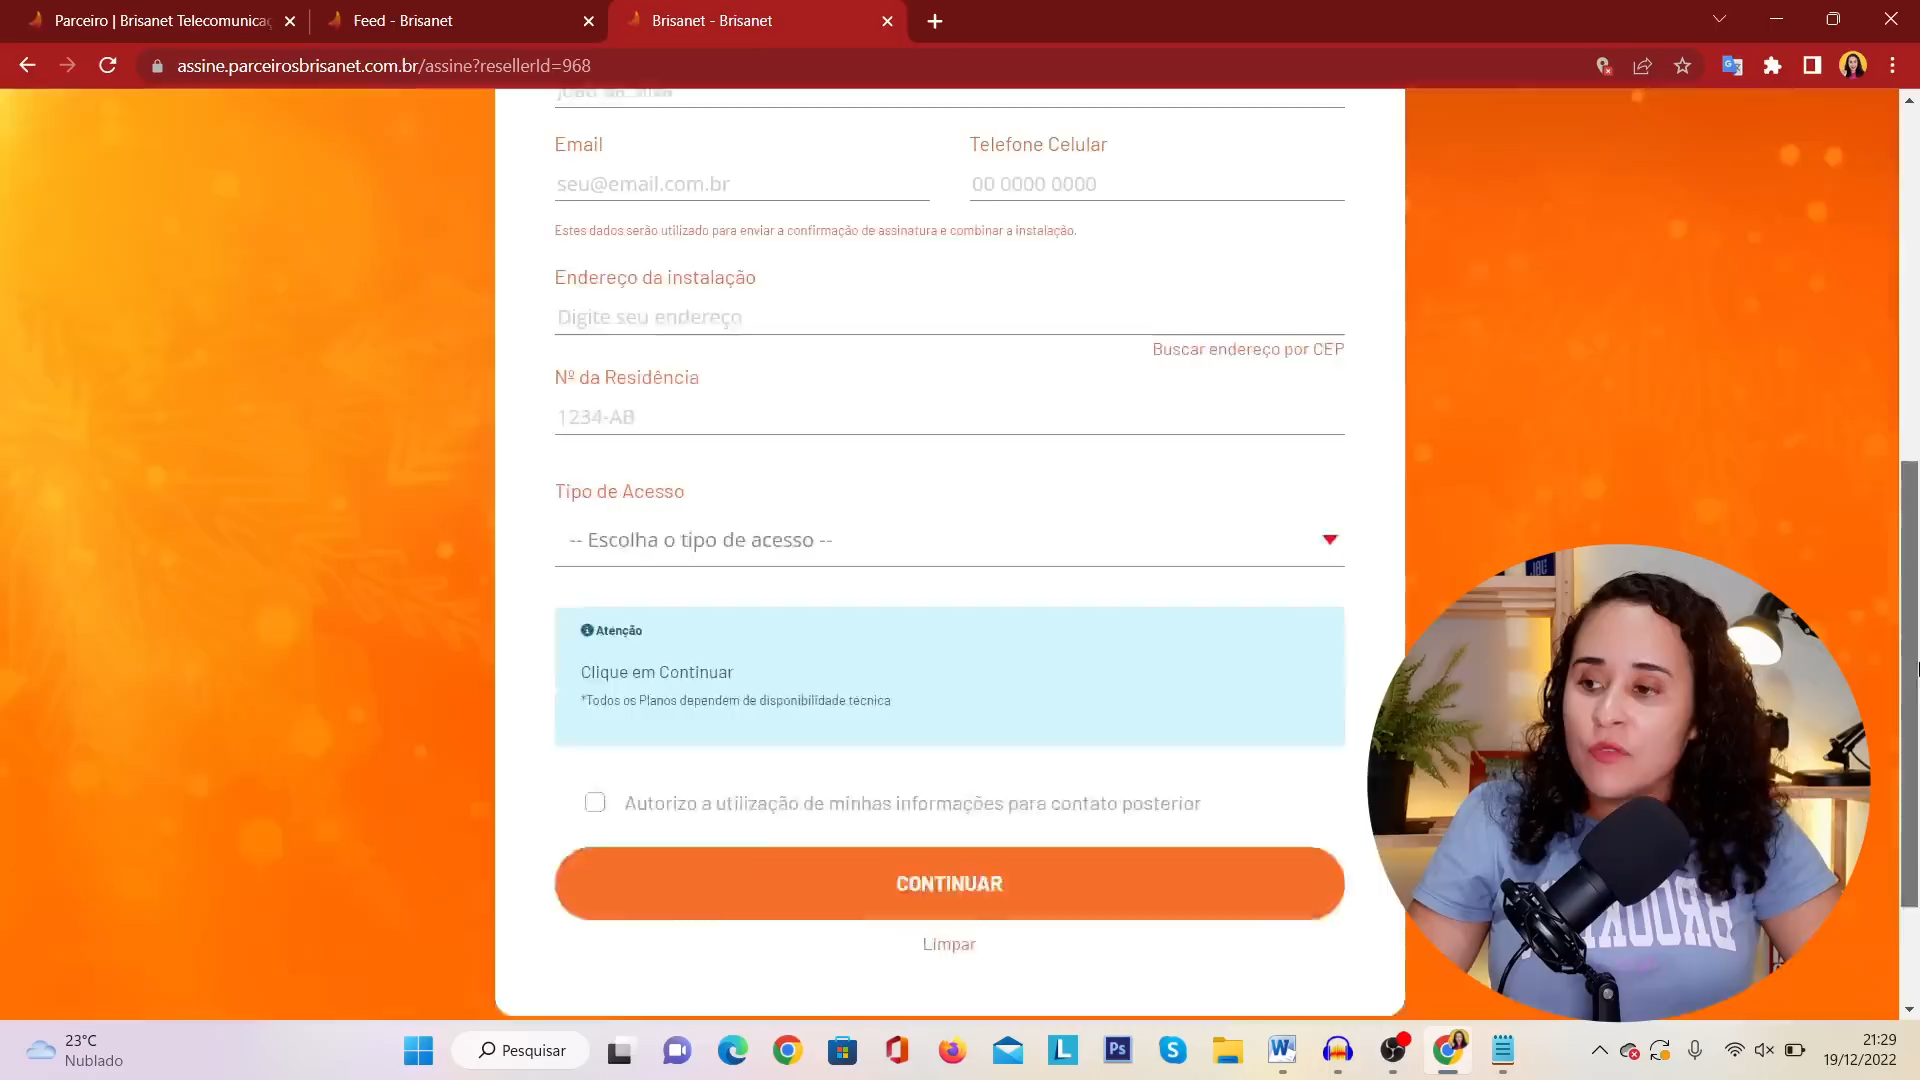 Parceiro | Brisanet Telecomunica
Feed - Brisanet
Brisanet - Brisanet
assine.parceirosbrisanet.com.br/assine?resellerId=968
Email
Telefone Celular
seu@email.com.br
00 0000 0000
Estes dados serão utilizado para enviar a confirmação de assinatura e combinar a instalação.
Endereço da instalação
Digite seu endereço
Buscar endereço por CEP
Nº da Residência
1234-AB
Tipo de Acesso
-- Escolha o tipo de acesso --
Atenção
Clique em Continuar
*Todos os Planos dependem de disponibilidade técnica
Autorizo a utilização de minhas informações para contato posterior
CONTINUAR
Limpar
23°C
Nublado
Pesquisar
21:29
19/12/2022